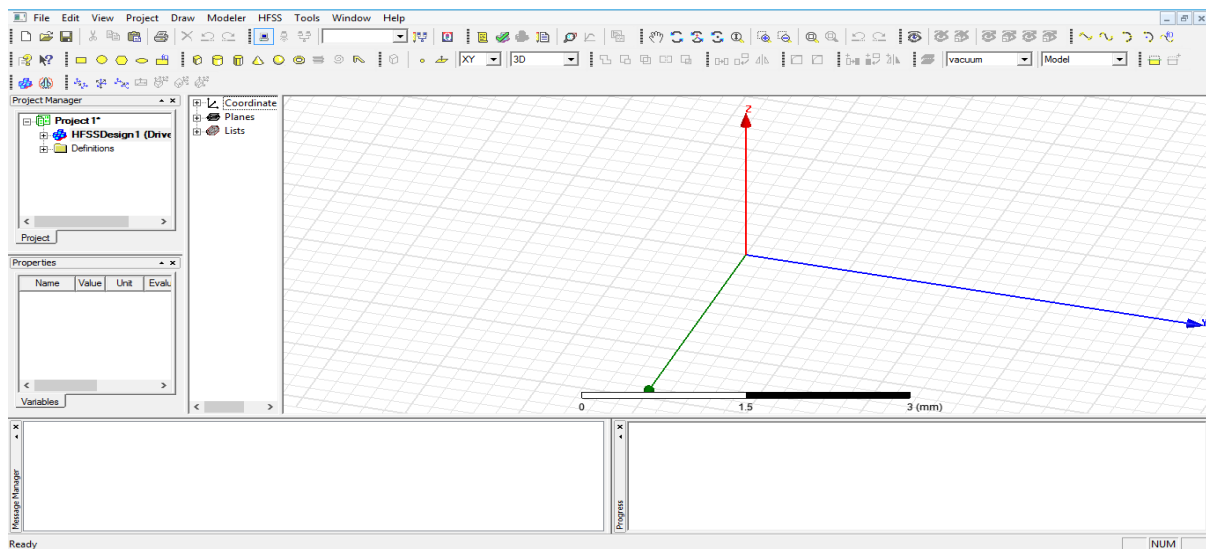 File Edit View Project Draw Modeler HFSS Tools Window Help
XY 3D vacuum Model
Project Manager
Project1*
HFSSDesign1 (Drive
Definitions
Project
Coordinate
Planes
Lists
Z
0 1.5 3 (mm)
Properties
Name Value Unit Evalu
Variables
Message Manager
Progress
Ready NUM